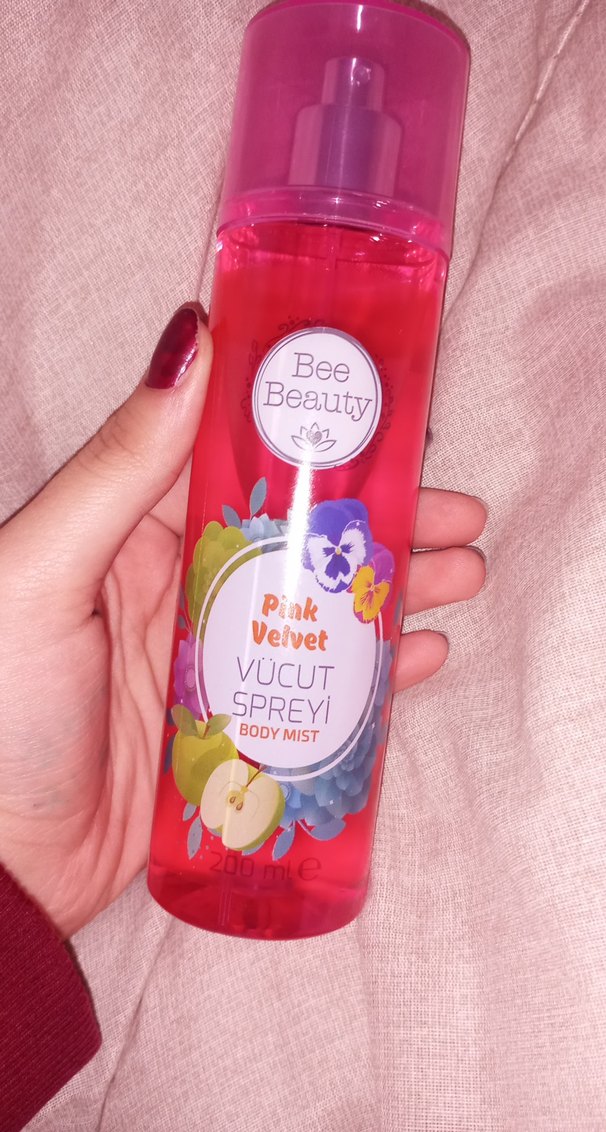 Bee
Beauty
Pink
Velvet
VÜCUT
SPREYİ
BODY MIST
200 ml ℮